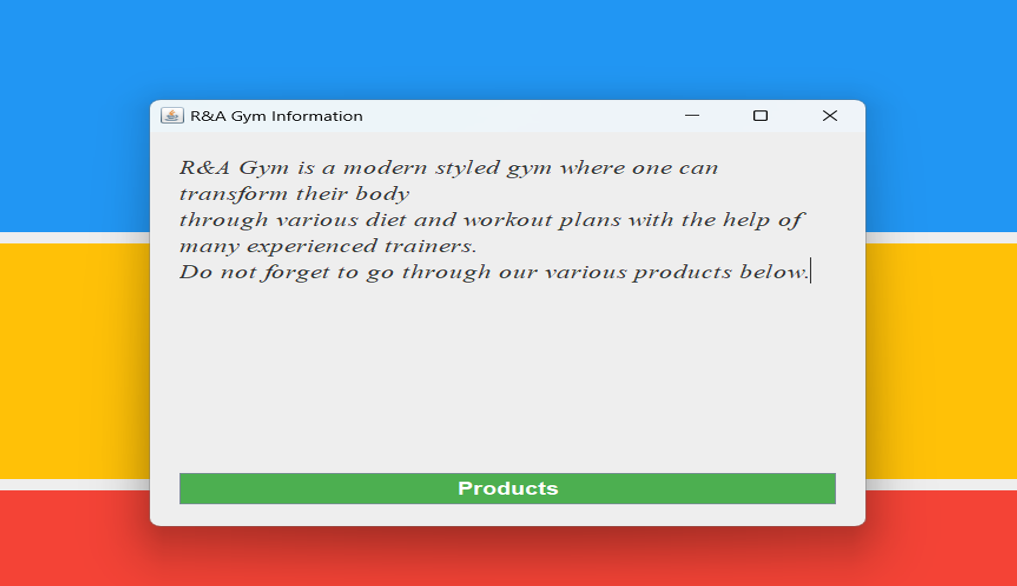 R&A Gym Information
R&A Gym is a modern styled gym where one can
transform their body
through various diet and workout plans with the help of
many experienced trainers.
Do not forget to go through our various products below.
Products